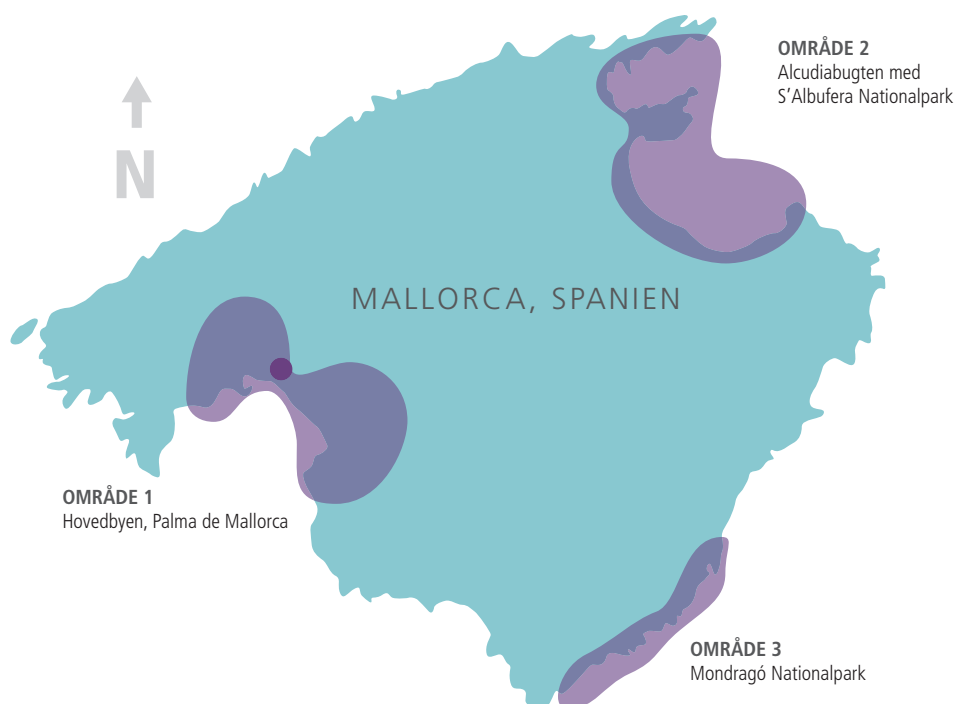 OMRÅDE 2
Alcudiabugten med
S'Albufera Nationalpark
N
MALLORCA, SPANIEN
OMRÅDE 1
Hovedbyen, Palma de Mallorca
OMRÅDE 3
Mondragó Nationalpark